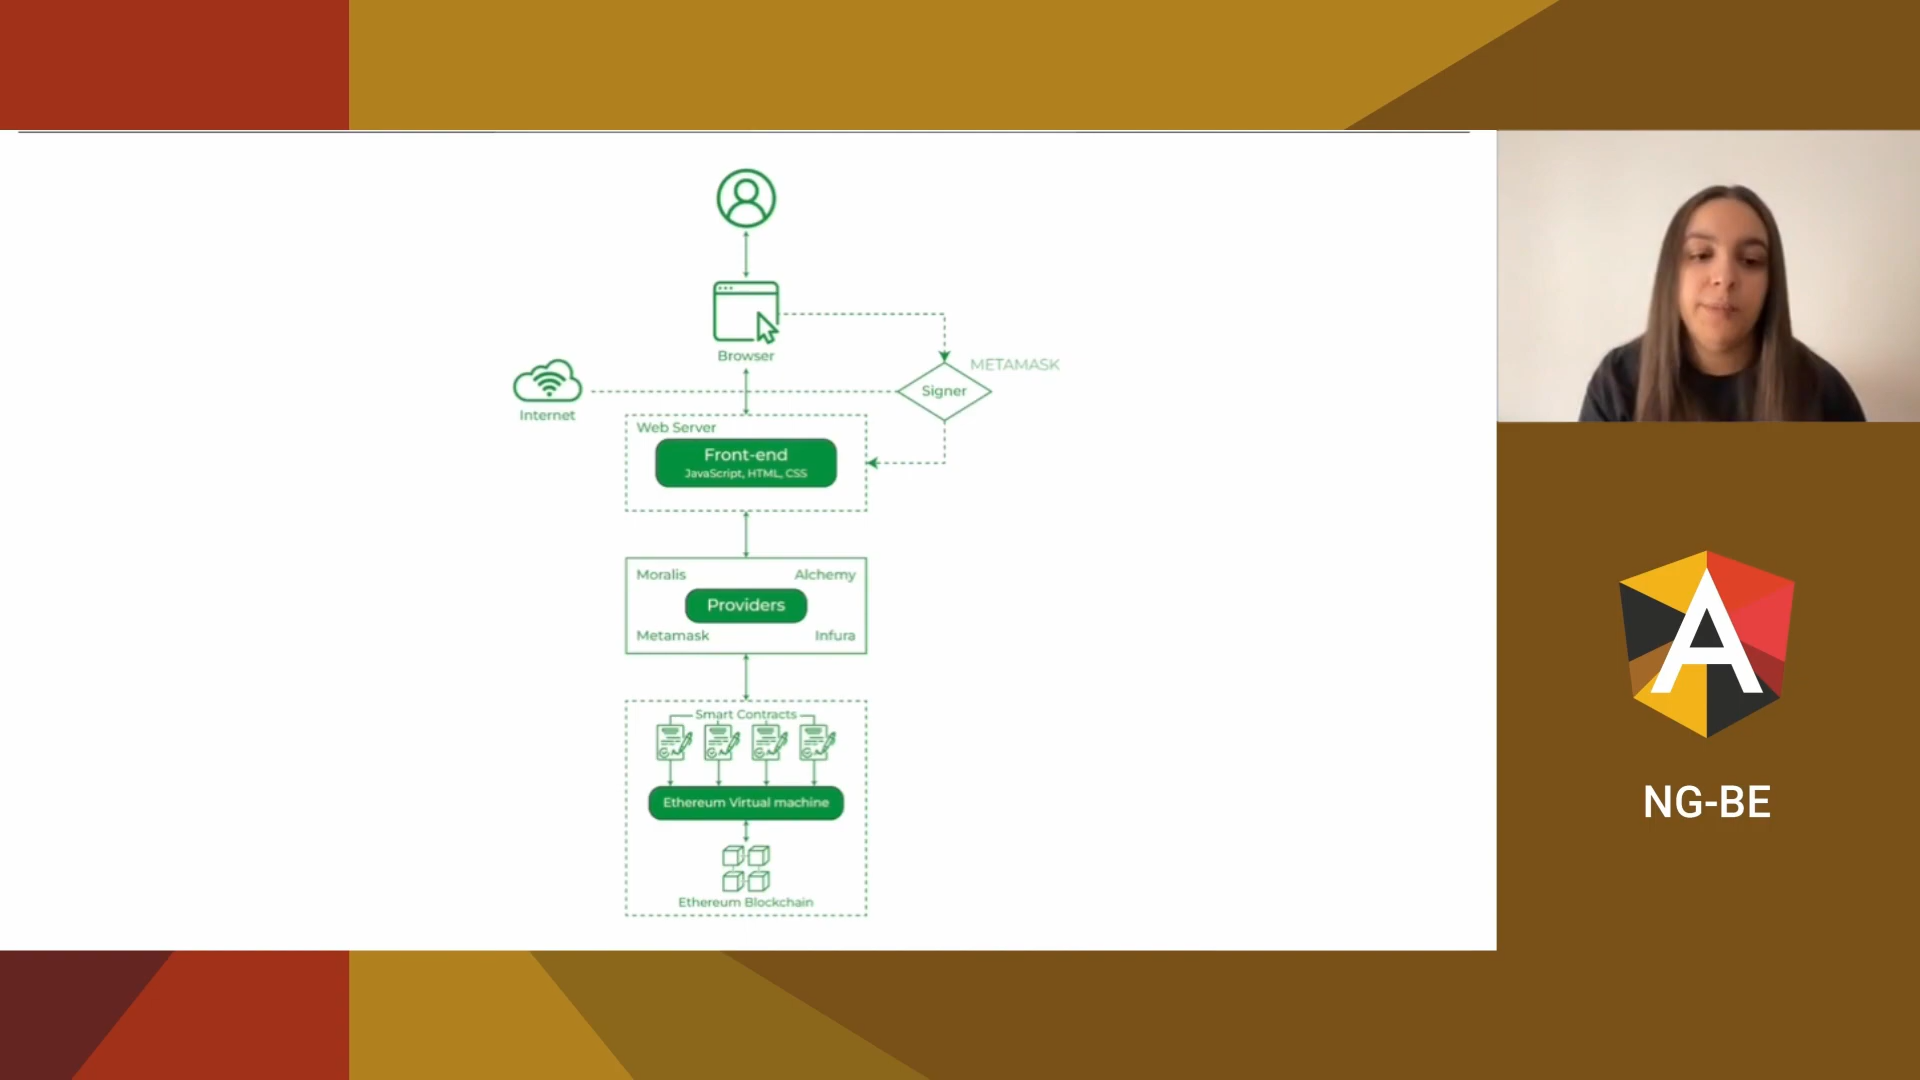 Browser
METAMASK
Signer
Internet
Web Server
Front-end
JavaScript, HTML, CSS
Moralis
Alchemy
Providers
Metamask
Infura
Smart Contracts
Ethereum Virtual machine
Ethereum Blockchain
A
NG-BE